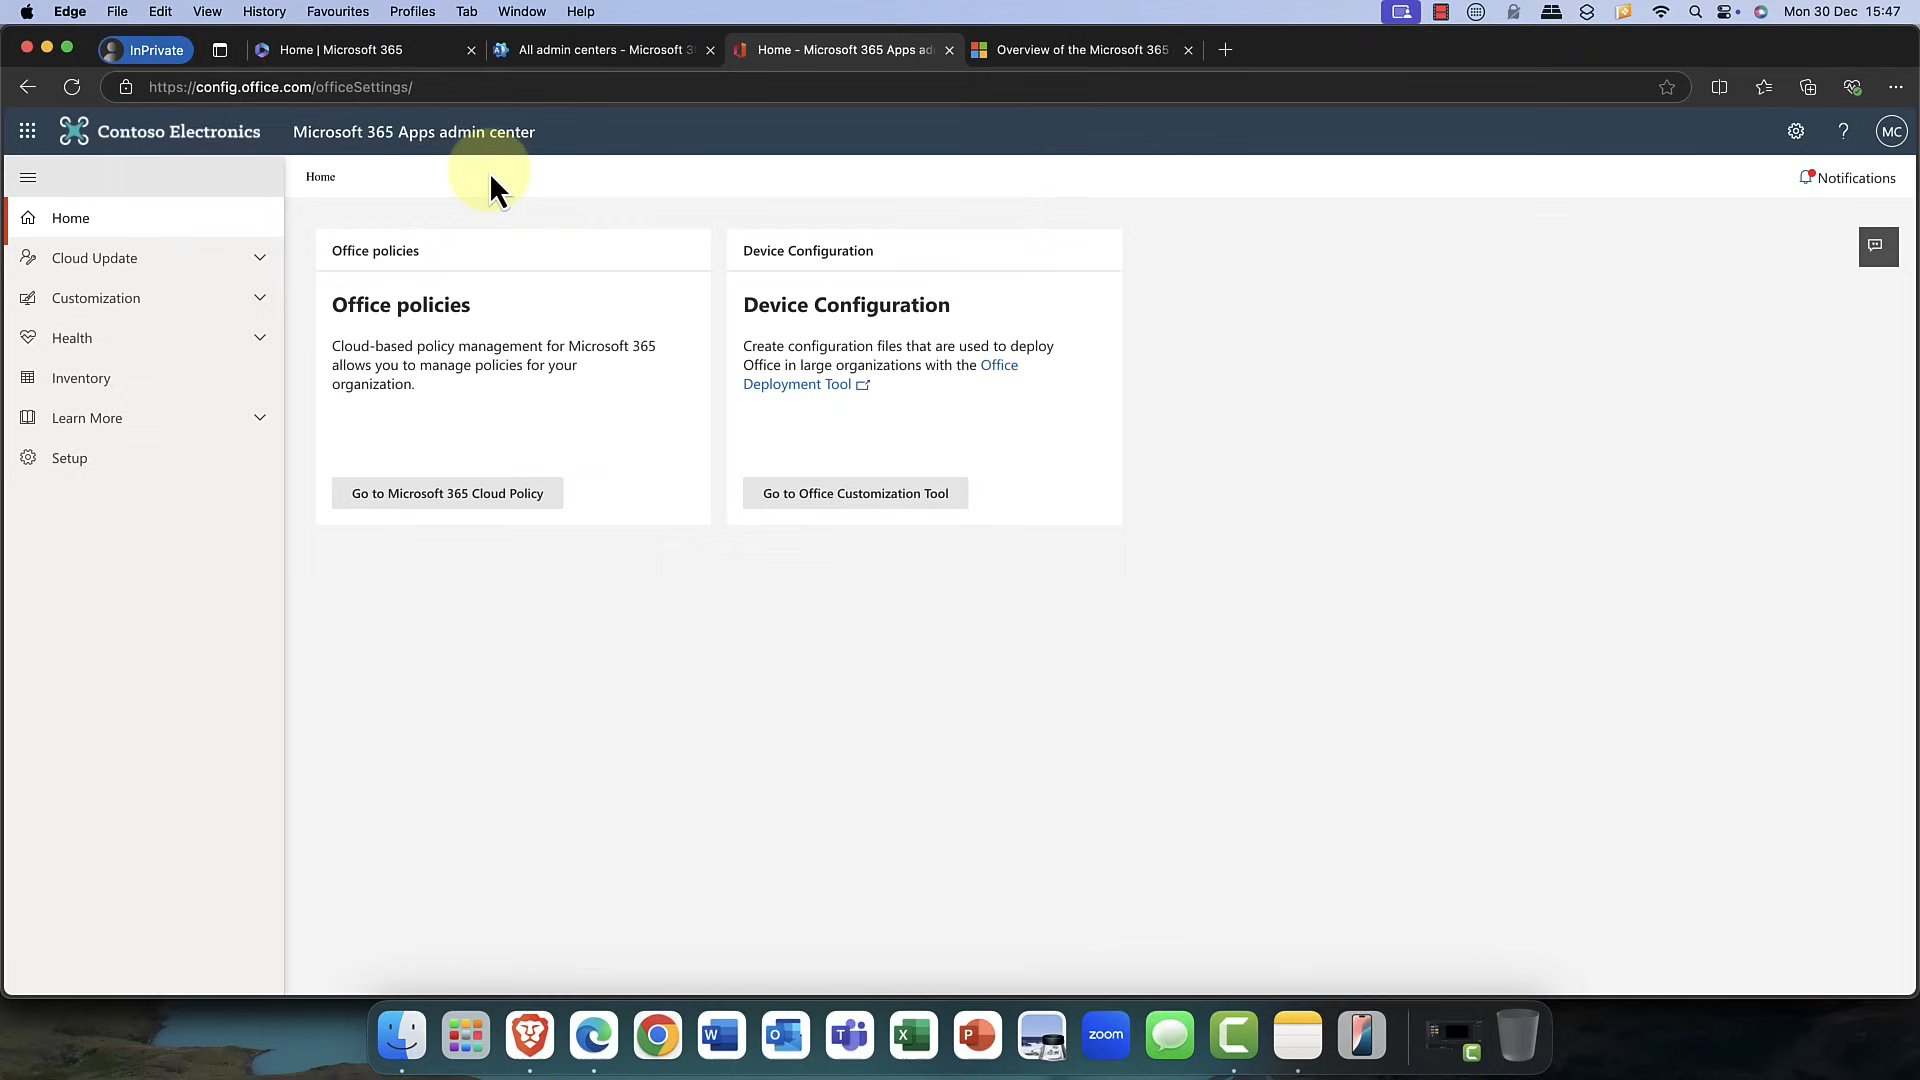 Edge File Edit View History Favourites Profiles Tab Window Help Mon 30 Dec 15:47
InPrivate Home | Microsoft 365 All admin centers - Microsoft 3 Home - Microsoft 365 Apps ad Overview of the Microsoft 365
https://config.office.com/officeSettings/
Contoso Electronics Microsoft 365 Apps admin center ? MC
Home
Notifications
Home
Cloud Update
Customization
Health
Inventory
Learn More
Setup
Office policies
Office policies
Cloud-based policy management for Microsoft 365
allows you to manage policies for your
organization.
Go to Microsoft 365 Cloud Policy
Device Configuration
Device Configuration
Create configuration files that are used to deploy
Office in large organizations with the Office
Deployment Tool
Go to Office Customization Tool
W O T X P zoom C
C